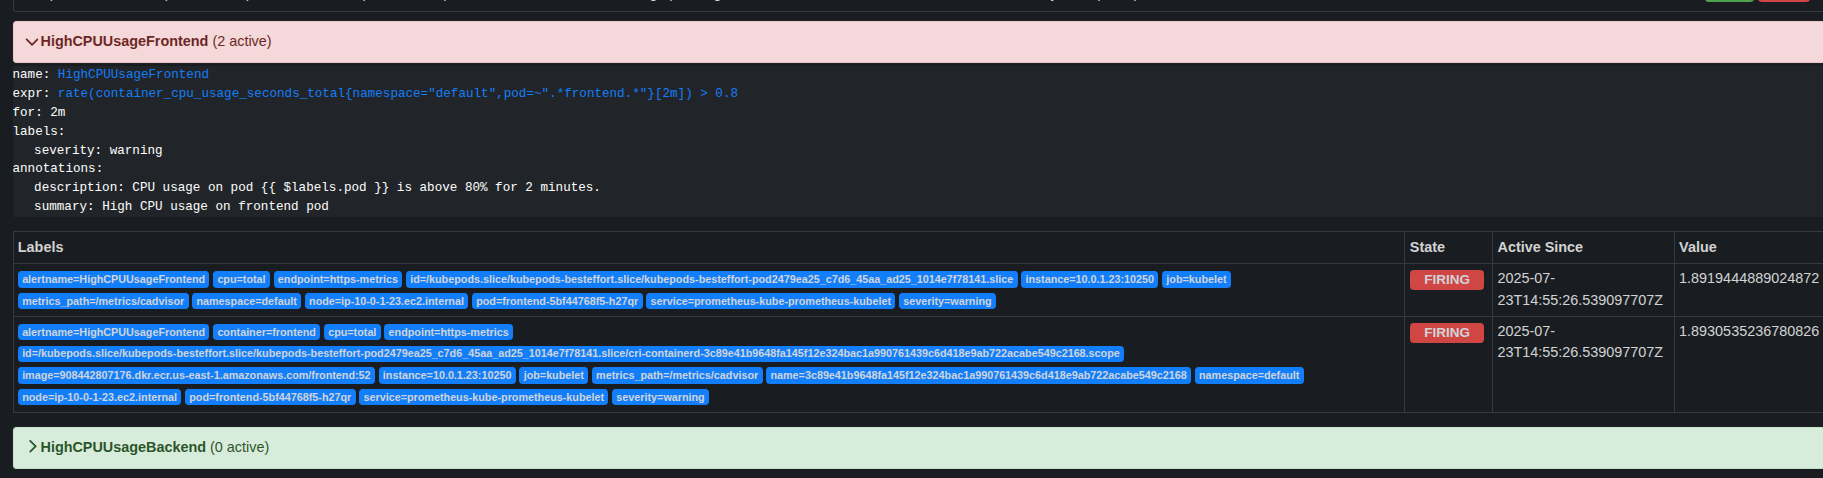 HighCPUUsageFrontend (2 active)
name: HighCPUUsageFrontend
expr: rate(container_cpu_usage_seconds_total{namespace="default",pod=~".*frontend.*"}[2m]) > 0.8
for: 2m
labels:
severity: warning
annotations:
description: CPU usage on pod {{ $labels.pod }} is above 80% for 2 minutes.
summary: High CPU usage on frontend pod
Labels State Active Since Value
alertname=HighCPUUsageFrontend cpu=total endpoint=https-metrics id=/kubepods.slice/kubepods-besteffort.slice/kubepods-besteffort-pod2479ea25_c7d6_45aa_ad25_1014e7f78141.slice instance=10.0.1.23:10250 job=kubelet FIRING 2025-07- 1.8919444889024872
metrics_path=/metrics/cadvisor namespace=default node=ip-10-0-1-23.ec2.internal pod=frontend-5bf44768f5-h27qr service=prometheus-kube-prometheus-kubelet severity=warning 23T14:55:26.539097707Z
alertname=HighCPUUsageFrontend container=frontend cpu=total endpoint=https-metrics FIRING 2025-07- 1.8930535236780826
id=/kubepods.slice/kubepods-besteffort.slice/kubepods-besteffort-pod2479ea25_c7d6_45aa_ad25_1014e7f78141.slice/cri-containerd-3c89e41b9648fa145f12e324bac1a990761439c6d418e9ab722acabe549c2168.scope 23T14:55:26.539097707Z
image=908442807176.dkr.ecr.us-east-1.amazonaws.com/frontend:52 instance=10.0.1.23:10250 job=kubelet metrics_path=/metrics/cadvisor name=3c89e41b9648fa145f12e324bac1a990761439c6d418e9ab722acabe549c2168 namespace=default
node=ip-10-0-1-23.ec2.internal pod=frontend-5bf44768f5-h27qr service=prometheus-kube-prometheus-kubelet severity=warning
HighCPUUsageBackend (0 active)